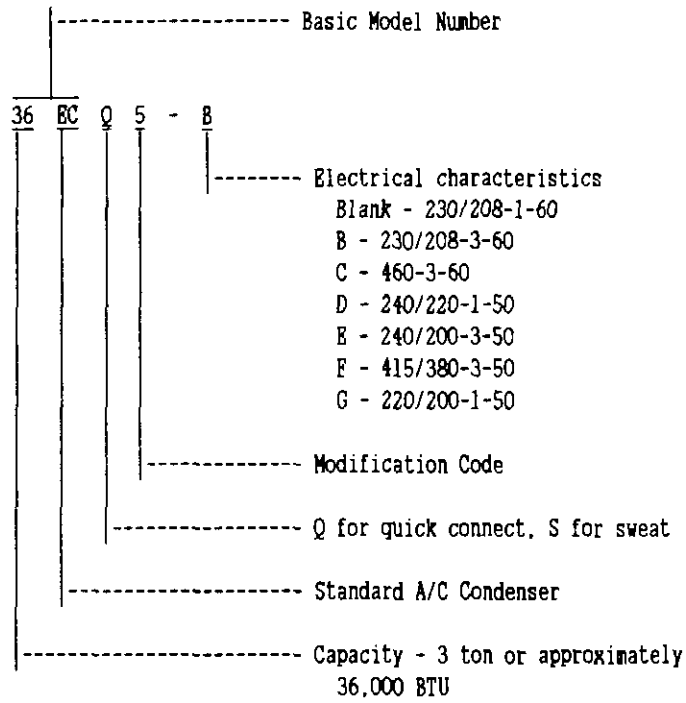 Basic Model Number
36 EC Q 5 - B
Electrical characteristics
Blank - 230/208-1-60
B - 230/208-3-60
C - 460-3-60
D - 240/220-1-50
E - 240/200-3-50
F - 415/380-3-50
G - 220/200-1-50
Modification Code
Q for quick connect, S for sweat
Standard A/C Condenser
Capacity - 3 ton or approximately
36,000 BTU